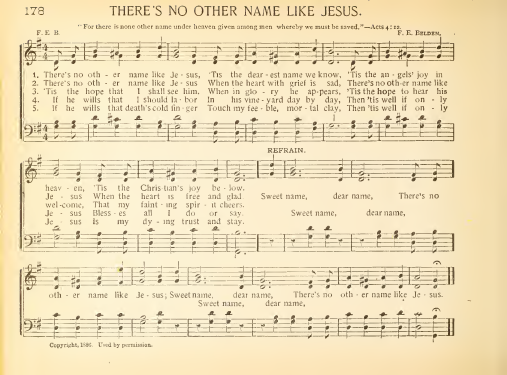 178
THERE'S NO OTHER NAME LIKE JESUS.
"For there is none other name under heaven given among men whereby we must be saved."—Acts 4:12.
F. E. B.
F. E. BELDEN.
1. There's no oth - er name like Je - sus, 'Tis the dear - est name we know, 'Tis the an - gels' joy in
2. There's no oth - er name like Je - sus When the heart with grief is sad, There's no oth-er name like
3. 'Tis the hope that I shall see him. When in glo - ry he ap-pears, 'Tis the hope to hear his
4. If he wills that I should la - bor In his vine - yard day by day, Then 'tis well if on - ly
5. If he wills that death's cold fin - ger Touch my fee - ble, mor - tal clay, Then 'tis well if on - ly
REFRAIN.
heav - en, 'Tis the Chris-tian's joy be - low.
Je - sus When the heart is free and glad
wel-come, That my faint - ing spir - it cheers.
Je - sus Bless - es all I do or say.
Je - sus Is my dy - ing trust and stay.
Sweet name, dear name, There's no
Sweet name, dear name,
oth - er name like Je - sus; Sweet name, dear name, There's no oth - er name like Je - sus.
Sweet name, dear name,
Copyright, 1886. Used by permission.